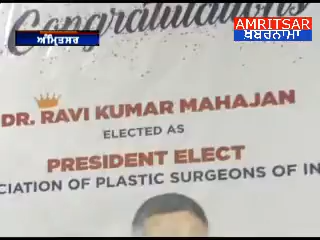 Congratulations
ਅੰਮ੍ਰਿਤਸਰ
AMRITSAR
ਖ਼ਬਰਨਾਮਾ
DR. RAVI KUMAR MAHAJAN
ELECTED AS
PRESIDENT ELECT
CIATION OF PLASTIC SURGEONS OF IN